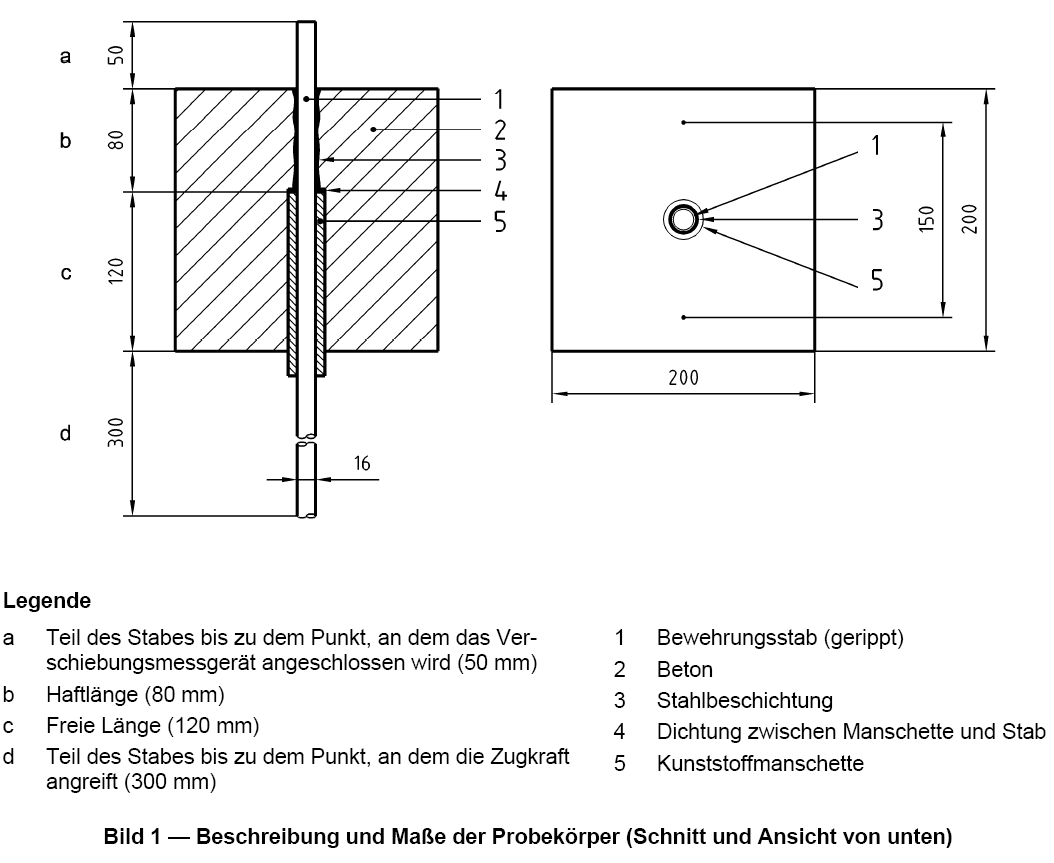 a
50
b
80
c
120
d
300
16
1
2
3
4
5
1
3
5
150
200
200
Legende
a Teil des Stabes bis zu dem Punkt, an dem das Ver-
schiebungsmessgerät angeschlossen wird (50 mm)
b Haftlänge (80 mm)
c Freie Länge (120 mm)
d Teil des Stabes bis zu dem Punkt, an dem die Zugkraft
angreift (300 mm)
1 Bewehrungsstab (gerippt)
2 Beton
3 Stahlbeschichtung
4 Dichtung zwischen Manschette und Stab
5 Kunststoffmanschette
Bild 1 — Beschreibung und Maße der Probekörper (Schnitt und Ansicht von unten)